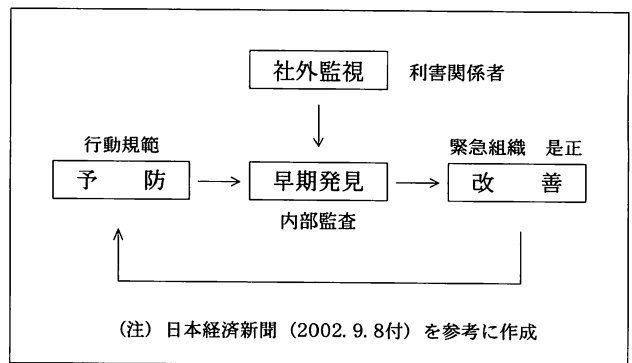 社外監視 利害関係者
行動規範 緊急組織 是正
予 防 早期発見 改 善
内部監査
(注) 日本経済新聞 (2002. 9. 8付) を参考に作成